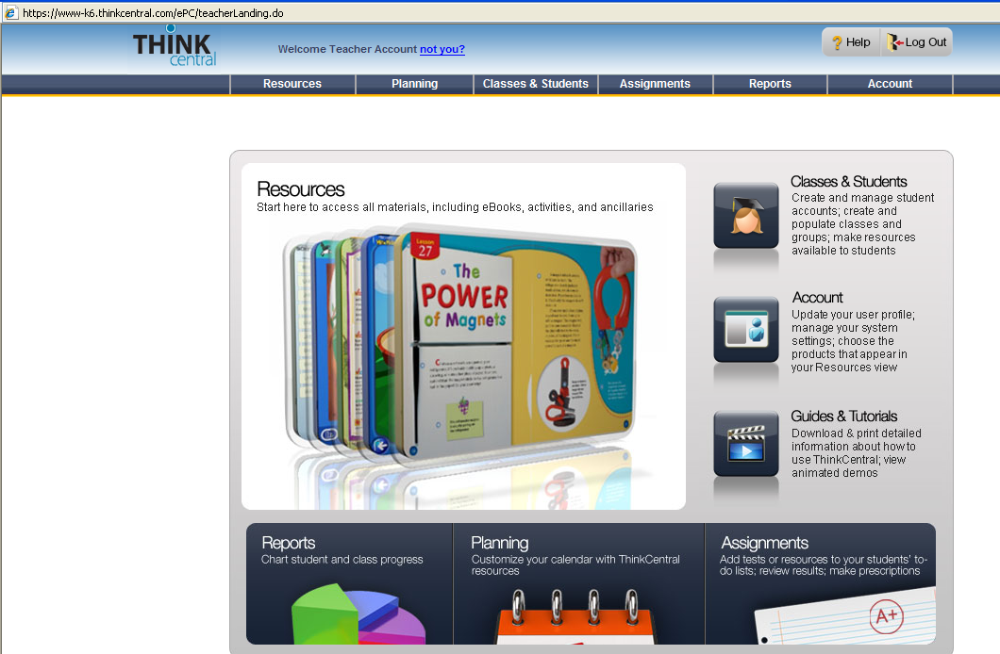 https://www-k6.thinkcentral.com/ePC/teacherLanding.do
THINK
central
Welcome Teacher Account not you?
Help
Log Out
Resources
Planning
Classes & Students
Assignments
Reports
Account
Resources
Start here to access all materials, including eBooks, activities, and ancillaries
Lesson
27
The
POWER
of Magnets
Classes & Students
Create and manage student
accounts; create and
populate classes and
groups; make resources
available to students
Account
Update your user profile;
manage your system
settings; choose the
products that appear in
your Resources view
Guides & Tutorials
Download & print detailed
information about how to
use ThinkCentral; view
animated demos
Reports
Chart student and class progress
Planning
Customize your calendar with ThinkCentral
resources
Assignments
Add tests or resources to your students' to-
do lists; review results; make prescriptions
A+